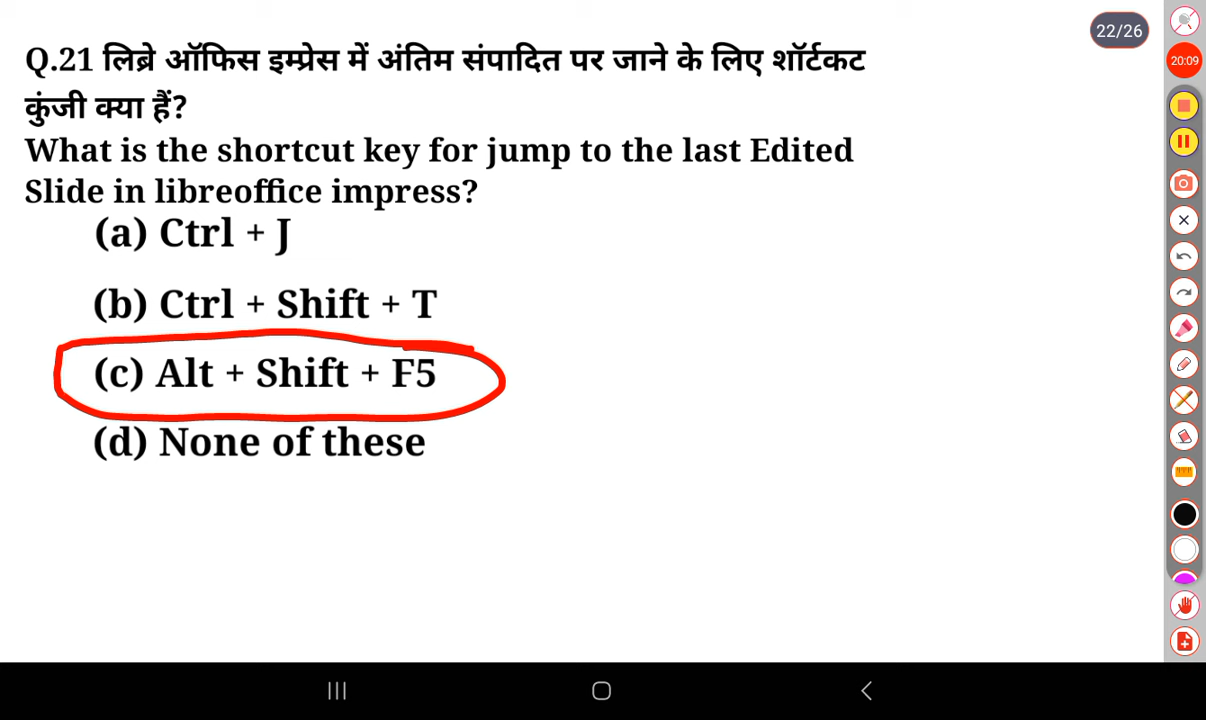 22/26
20:09
Q.21 लिब्रे ऑफिस इम्प्रेस में अंतिम संपादित पर जाने के लिए शॉर्टकट
कुंजी क्या हैं?
What is the shortcut key for jump to the last Edited
Slide in libreoffice impress?
(a) Ctrl + J
(b) Ctrl + Shift + T
(c) Alt + Shift + F5
(d) None of these